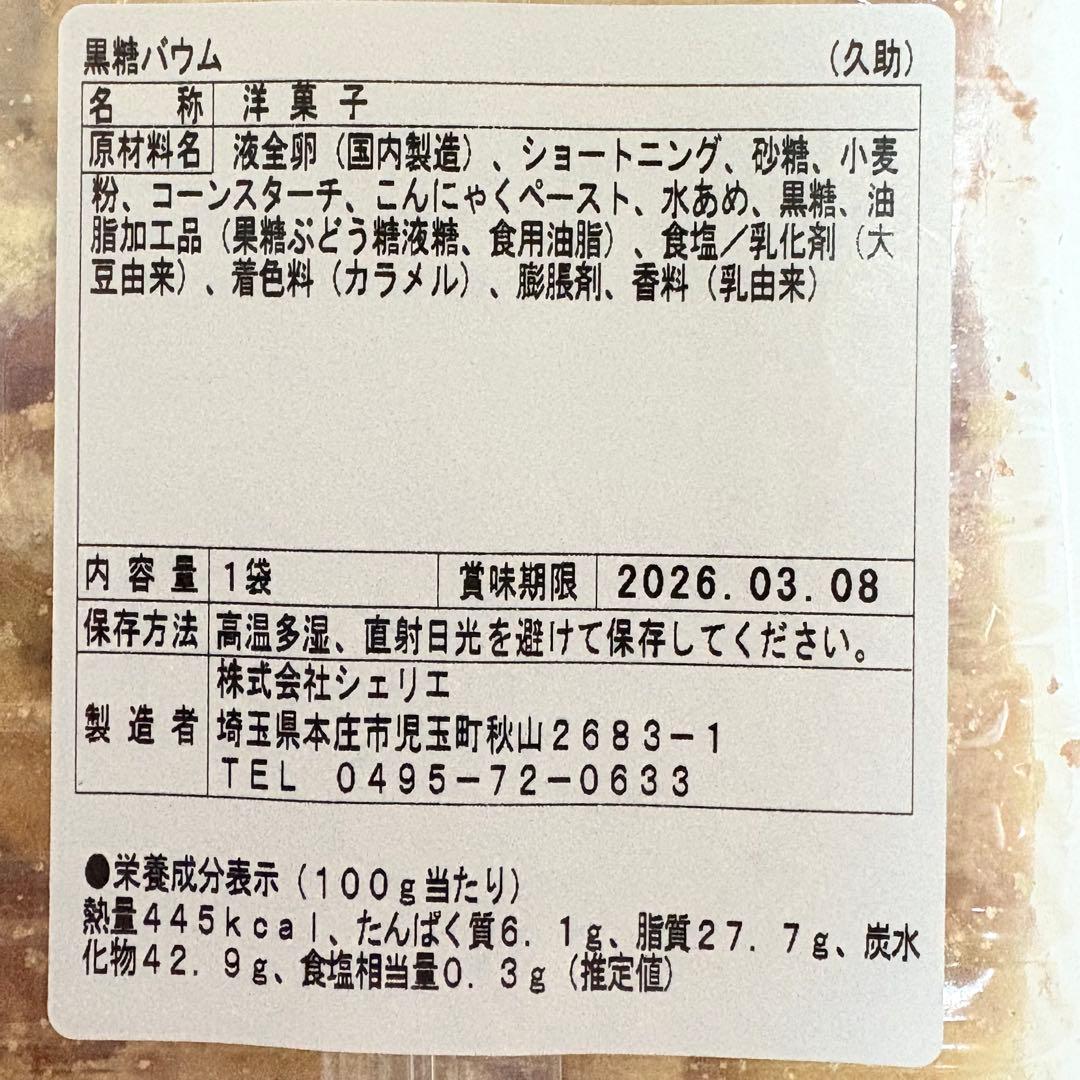 黒糖バウム （久助）
名称 洋菓子
原材料名 液全卵（国内製造）、ショートニング、砂糖、小麦
粉、コーンスターチ、こんにゃくペースト、水あめ、黒糖、油
脂加工品（果糖ぶどう糖液糖、食用油脂）、食塩／乳化剤（大
豆由来）、着色料（カラメル）、膨脹剤、香料（乳由来）
内容量 １袋 賞味期限 2026.03.08
保存方法 高温多湿、直射日光を避けて保存してください。
製造者 株式会社シェリエ
埼玉県本庄市児玉町秋山２６８３－１
ＴＥＬ ０４９５－７２－０６３３
●栄養成分表示（１００ｇ当たり）
熱量４４５ｋｃａｌ、たんぱく質６．１ｇ、脂質２７．７ｇ、炭水
化物４２．９ｇ、食塩相当量０．３ｇ（推定値）